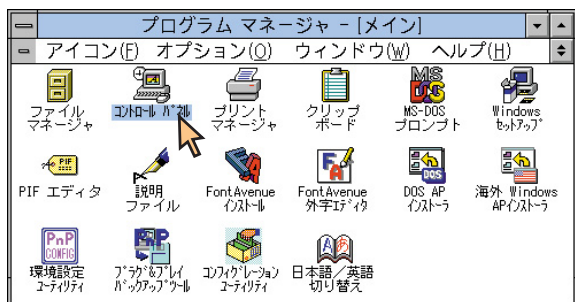 プログラム マネージャ - [メイン]
アイコン(F) オプション(O) ウィンドウ(W) ヘルプ(H)
ファイル
マネージャ
ｺﾝﾄﾛｰﾙ ﾊﾟﾈﾙ
プリント
マネージャ
クリップ
ボード
MS-DOS
MS-DOS
プロンプト
Windows
ｾｯﾄｱｯﾌﾟ
PIF
PIF エディタ
説明
ファイル
FontAvenue
ｲﾝｽﾄｰﾙ
FontAvenue
外字ｴﾃﾞｨﾀ
DOS
DOS AP
ｲﾝｽﾄｰﾗ
海外 Windows
APｲﾝｽﾄｰﾗ
PnP
CONFIG
環境設定
ﾕｰﾃｨﾘﾃｨ
PnP
ﾌﾟﾗｸﾞ&ﾌﾟﾚｲ
ﾊﾞｯｸｱｯﾌﾟﾂｰﾙ
ｺﾝﾌｨｸﾞﾚｰｼｮﾝ
ﾕｰﾃｨﾘﾃｨ
日本語／英語
切り替え